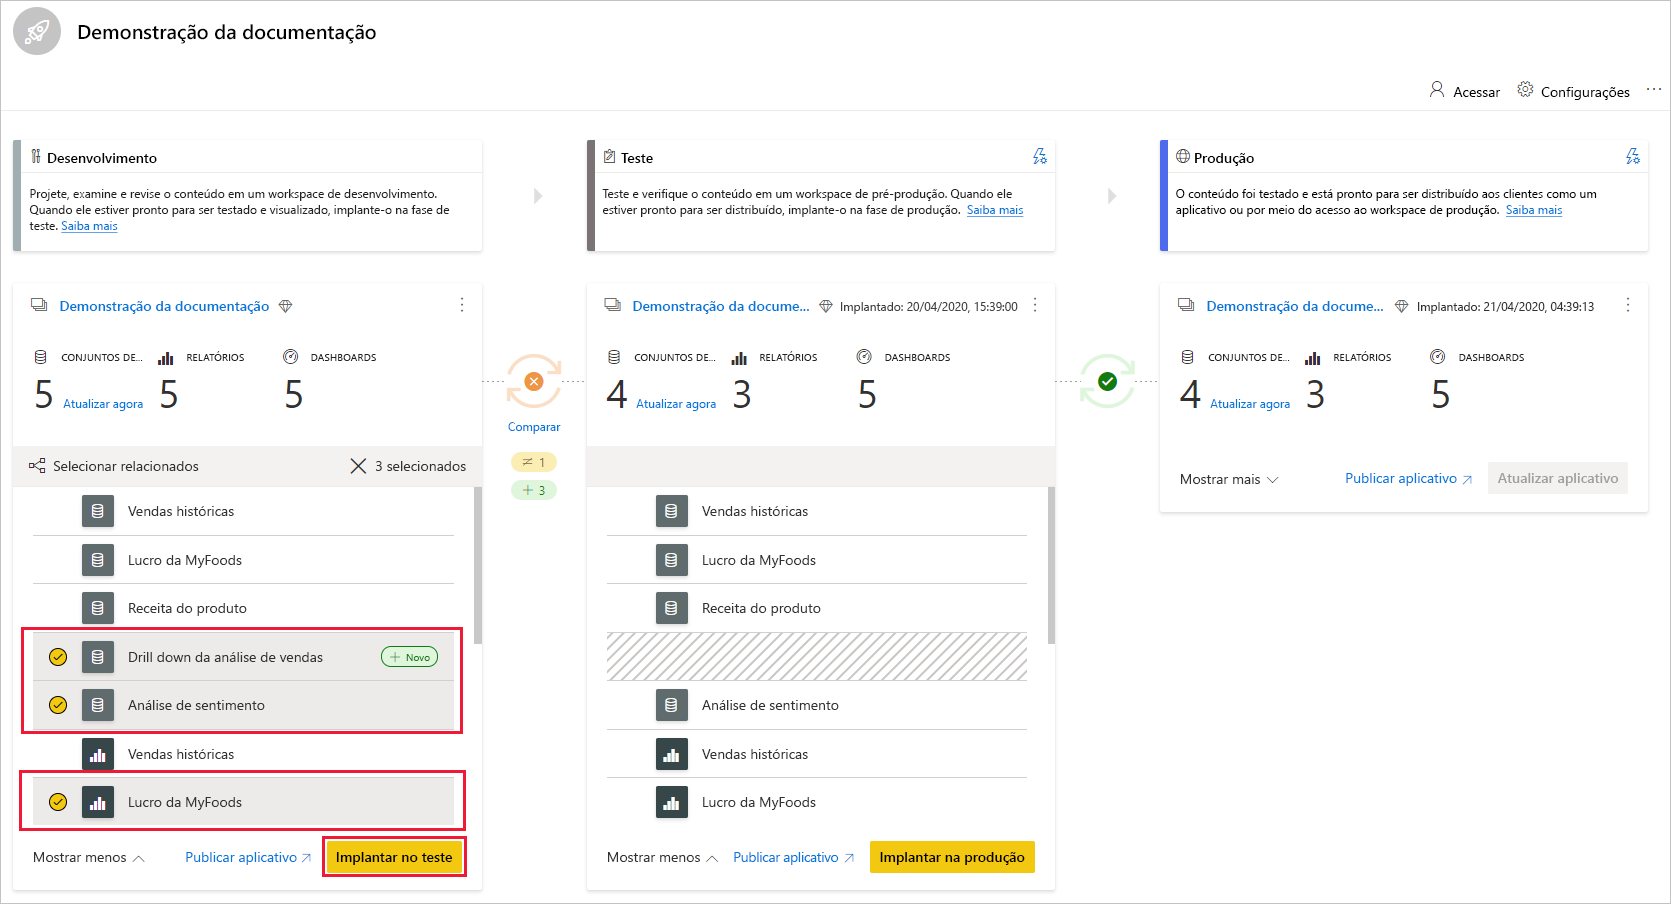 Demonstração da documentação
Acessar
Configurações
Desenvolvimento
Projete, examine e revise o conteúdo em um workspace de desenvolvimento.
Quando ele estiver pronto para ser testado e visualizado, implante-o na fase de
teste. Saiba mais
Teste
Teste e verifique o conteúdo em um workspace de pré-produção. Quando ele
estiver pronto para ser distribuído, implante-o na fase de produção. Saiba mais
Produção
O conteúdo foi testado e está pronto para ser distribuído aos clientes como um
aplicativo ou por meio do acesso ao workspace de produção. Saiba mais
Demonstração da documentação
CONJUNTOS DE... RELATÓRIOS DASHBOARDS
5 Atualizar agora 5 5
Selecionar relacionados 3 selecionados
Vendas históricas
Lucro da MyFoods
Receita do produto
Drill down da análise de vendas + Novo
Análise de sentimento
Vendas históricas
Lucro da MyFoods
Mostrar menos Publicar aplicativo Implantar no teste
Comparar
≠ 1
+ 3
Demonstração da docume... Implantado: 20/04/2020, 15:39:00
CONJUNTOS DE... RELATÓRIOS DASHBOARDS
4 Atualizar agora 3 5
Vendas históricas
Lucro da MyFoods
Receita do produto
Análise de sentimento
Vendas históricas
Lucro da MyFoods
Mostrar menos Publicar aplicativo Implantar na produção
Demonstração da docume... Implantado: 21/04/2020, 04:39:13
CONJUNTOS DE... RELATÓRIOS DASHBOARDS
4 Atualizar agora 3 5
Mostrar mais Publicar aplicativo Atualizar aplicativo